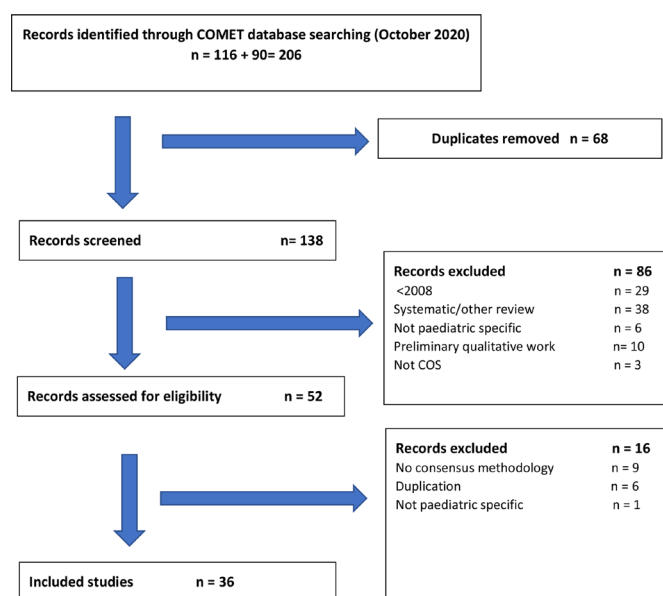 Records identified through COMET database searching (October 2020)
n = 116 + 90= 206
Duplicates removed n = 68
Records screened n= 138
Records excluded n = 86
<2008 n = 29
Systematic/other review n = 38
Not paediatric specific n = 6
Preliminary qualitative work n= 10
Not COS n = 3
Records assessed for eligibility n = 52
Records excluded n = 16
No consensus methodology n = 9
Duplication n = 6
Not paediatric specific n = 1
Included studies n = 36